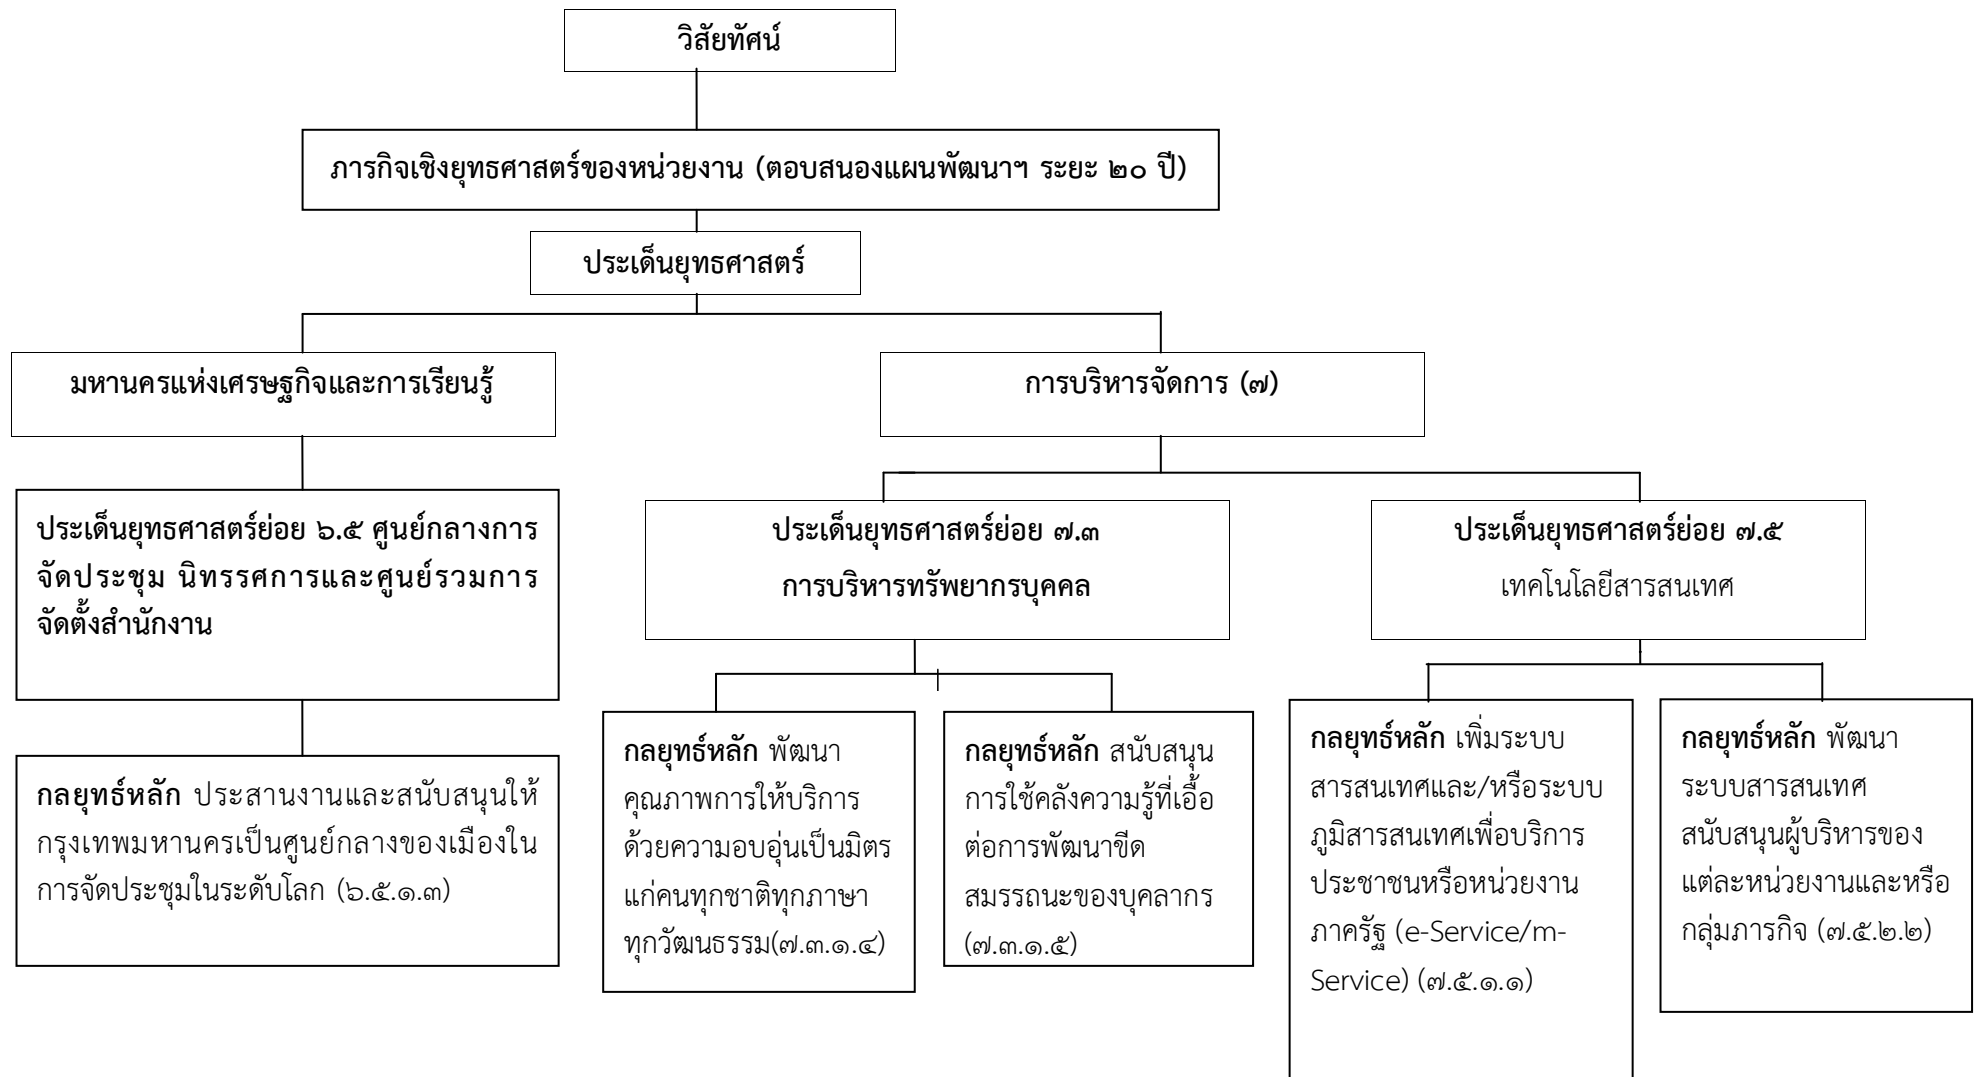 วิสัยทัศน์
ภารกิจเชิงยุทธศาสตร์ของหน่วยงาน (ตอบสนองแผนพัฒนาฯ ระยะ ๒๐ ปี)
ประเด็นยุทธศาสตร์
มหานครแห่งเศรษฐกิจและการเรียนรู้
การบริหารจัดการ (๗)
ประเด็นยุทธศาสตร์ย่อย ๖.๕ ศูนย์กลางการ
จัดประชุม นิทรรศการและศูนย์รวมการ
จัดตั้งสำนักงาน
ประเด็นยุทธศาสตร์ย่อย ๗.๓
การบริหารทรัพยากรบุคคล
ประเด็นยุทธศาสตร์ย่อย ๗.๕
เทคโนโลยีสารสนเทศ
กลยุทธ์หลัก ประสานงานและสนับสนุนให้
กรุงเทพมหานครเป็นศูนย์กลางของเมืองใน
การจัดประชุมในระดับโลก (๖.๕.๑.๓)
กลยุทธ์หลัก พัฒนา
คุณภาพการให้บริการ
ด้วยความอบอุ่นเป็นมิตร
แก่คนทุกชาติทุกภาษา
ทุกวัฒนธรรม(๗.๓.๑.๔)
กลยุทธ์หลัก สนับสนุน
การใช้คลังความรู้ที่เอื้อ
ต่อการพัฒนาขีด
สมรรถนะของบุคลากร
(๗.๓.๑.๕)
กลยุทธ์หลัก เพิ่มระบบ
สารสนเทศและ/หรือระบบ
ภูมิสารสนเทศเพื่อบริการ
ประชาชนหรือหน่วยงาน
ภาครัฐ (e-Service/m-
Service) (๗.๕.๑.๑)
กลยุทธ์หลัก พัฒนา
ระบบสารสนเทศ
สนับสนุนผู้บริหารของ
แต่ละหน่วยงานและหรือ
กลุ่มภารกิจ (๗.๕.๒.๒)